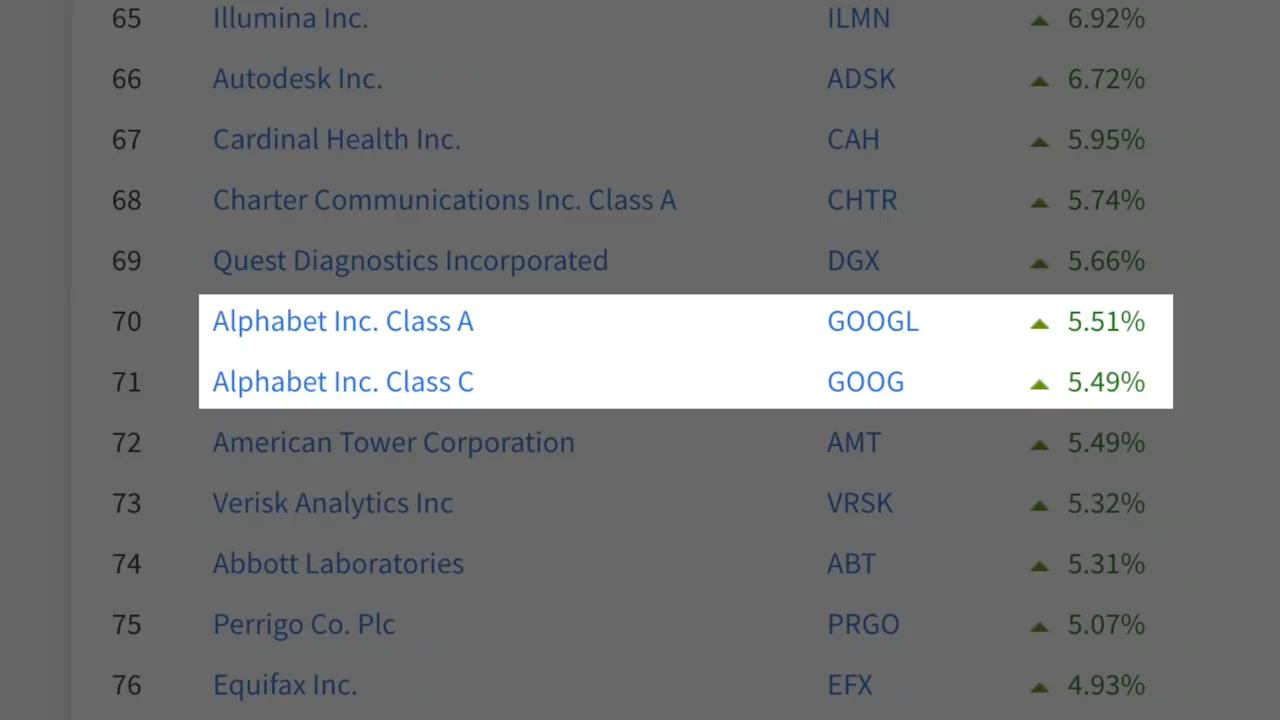 65 Illumina Inc. ILMN 6.92%
66 Autodesk Inc. ADSK 6.72%
67 Cardinal Health Inc. CAH 5.95%
68 Charter Communications Inc. Class A CHTR 5.74%
69 Quest Diagnostics Incorporated DGX 5.66%
70 Alphabet Inc. Class A GOOGL 5.51%
71 Alphabet Inc. Class C GOOG 5.49%
72 American Tower Corporation AMT 5.49%
73 Verisk Analytics Inc VRSK 5.32%
74 Abbott Laboratories ABT 5.31%
75 Perrigo Co. Plc PRGO 5.07%
76 Equifax Inc. EFX 4.93%